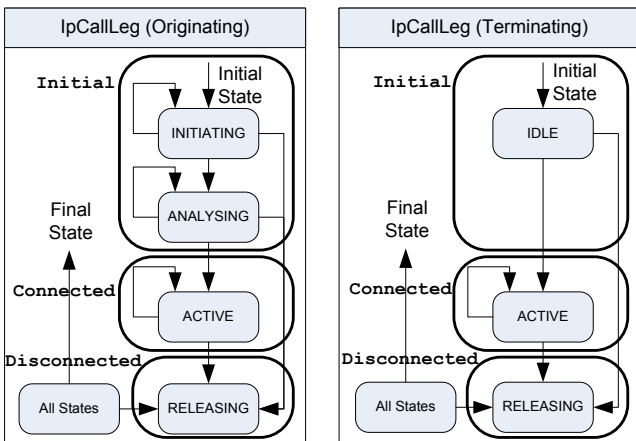 IpCallLeg (Originating)
Initial
Initial
State
INITIATING
ANALYSING
Final
State
Connected
ACTIVE
Disconnected
All States
RELEASING
IpCallLeg (Terminating)
Initial
Initial
State
IDLE
Final
State
Connected
ACTIVE
Disconnected
All States
RELEASING